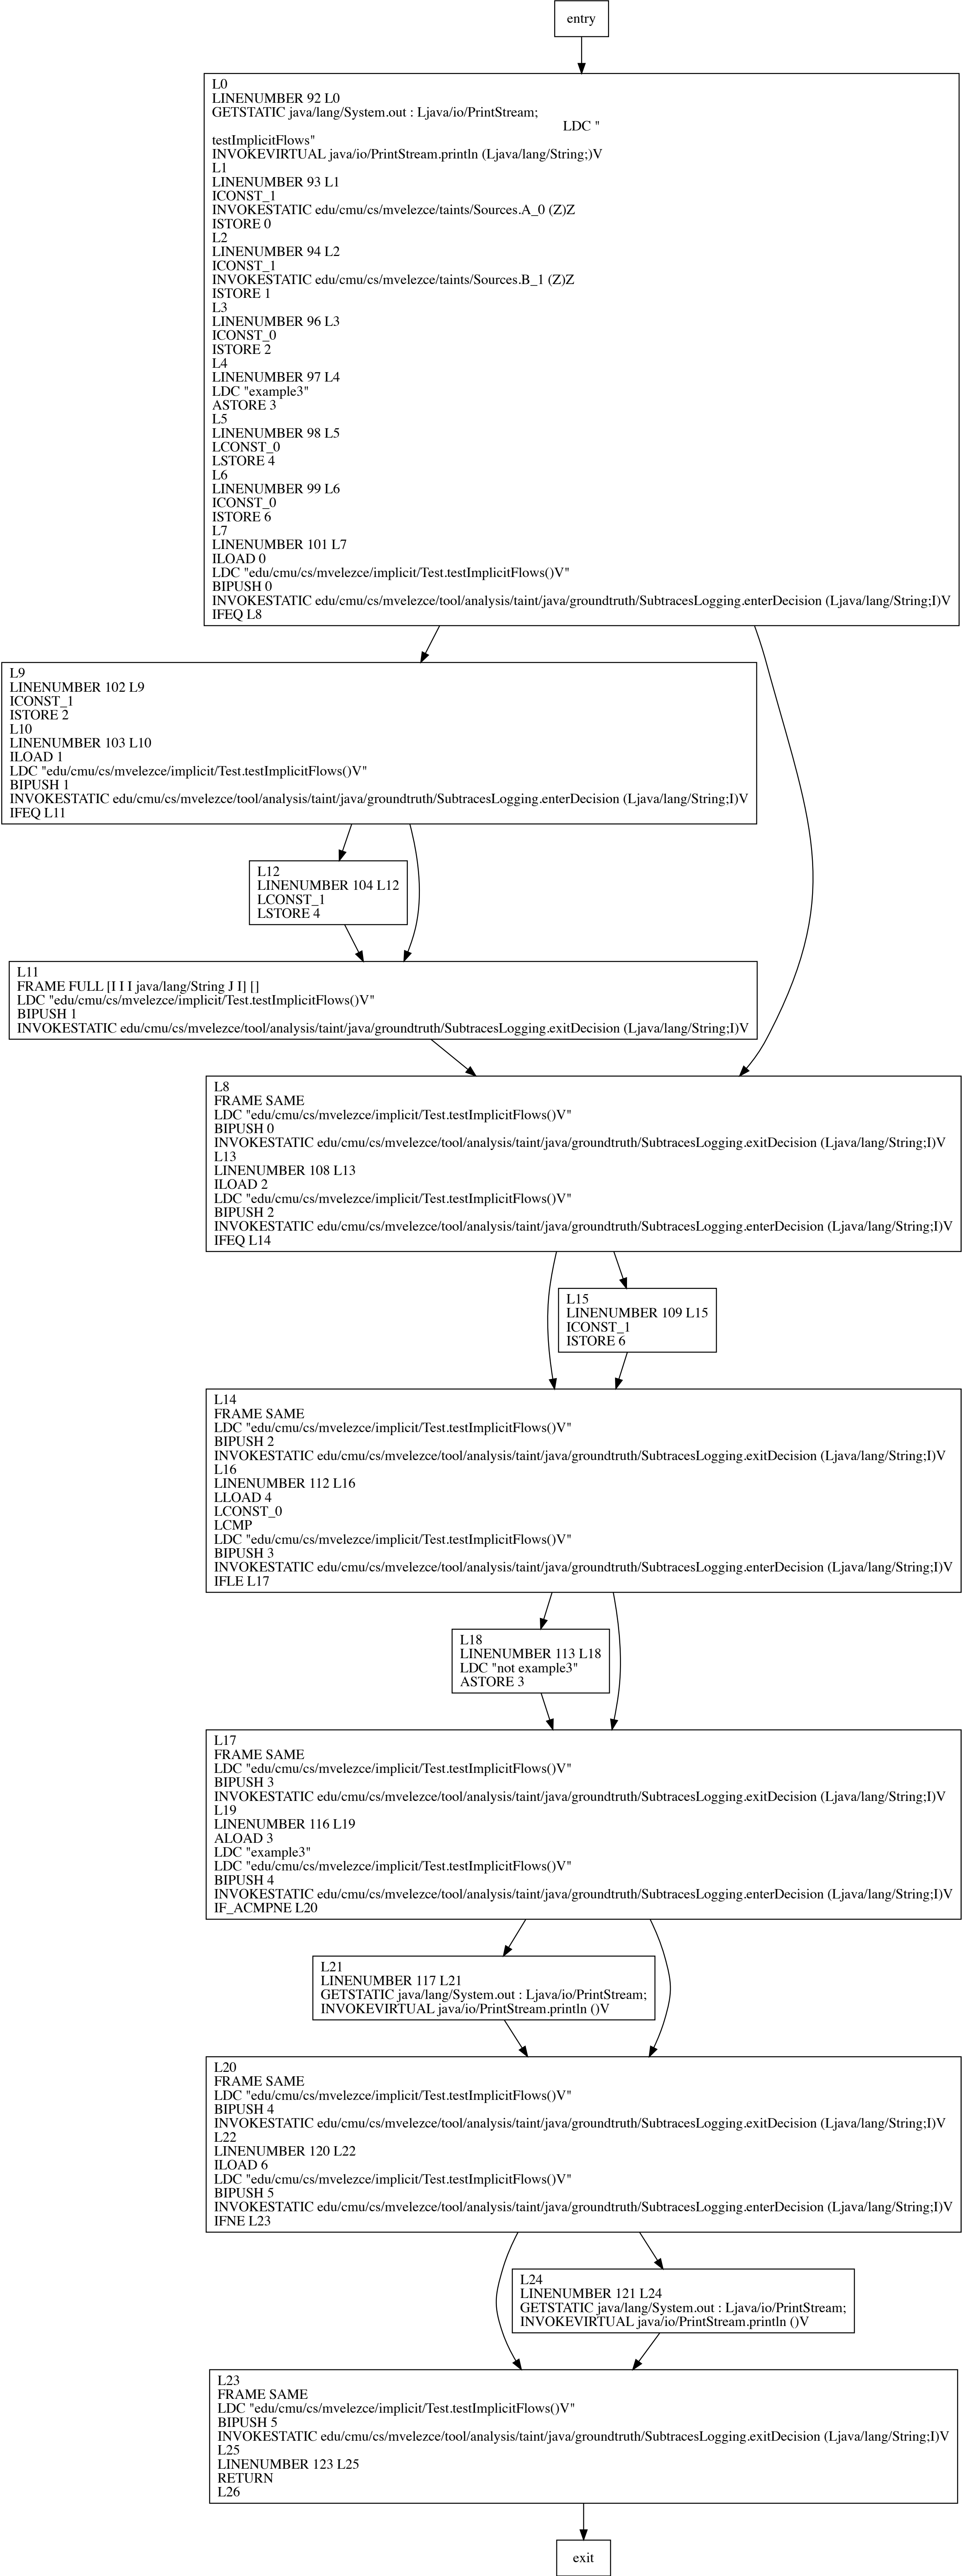 entry
L0
LINENUMBER 92 L0
GETSTATIC java/lang/System.out : Ljava/io/PrintStream;
LDC "
testImplicitFlows"
INVOKEVIRTUAL java/io/PrintStream.println (Ljava/lang/String;)V
L1
LINENUMBER 93 L1
ICONST_1
INVOKESTATIC edu/cmu/cs/mvelezce/taints/Sources.A_0 (Z)Z
ISTORE 0
L2
LINENUMBER 94 L2
ICONST_1
INVOKESTATIC edu/cmu/cs/mvelezce/taints/Sources.B_1 (Z)Z
ISTORE 1
L3
LINENUMBER 96 L3
ICONST_0
ISTORE 2
L4
LINENUMBER 97 L4
LDC "example3"
ASTORE 3
L5
LINENUMBER 98 L5
LCONST_0
LSTORE 4
L6
LINENUMBER 99 L6
ICONST_0
ISTORE 6
L7
LINENUMBER 101 L7
ILOAD 0
LDC "edu/cmu/cs/mvelezce/implicit/Test.testImplicitFlows()V"
BIPUSH 0
INVOKESTATIC edu/cmu/cs/mvelezce/tool/analysis/taint/java/groundtruth/SubtracesLogging.enterDecision (Ljava/lang/String;I)V
IFEQ L8
L9
LINENUMBER 102 L9
ICONST_1
ISTORE 2
L10
LINENUMBER 103 L10
ILOAD 1
LDC "edu/cmu/cs/mvelezce/implicit/Test.testImplicitFlows()V"
BIPUSH 1
INVOKESTATIC edu/cmu/cs/mvelezce/tool/analysis/taint/java/groundtruth/SubtracesLogging.enterDecision (Ljava/lang/String;I)V
IFEQ L11
L12
LINENUMBER 104 L12
LCONST_1
LSTORE 4
L11
FRAME FULL [I I I java/lang/String J I] []
LDC "edu/cmu/cs/mvelezce/implicit/Test.testImplicitFlows()V"
BIPUSH 1
INVOKESTATIC edu/cmu/cs/mvelezce/tool/analysis/taint/java/groundtruth/SubtracesLogging.exitDecision (Ljava/lang/String;I)V
L8
FRAME SAME
LDC "edu/cmu/cs/mvelezce/implicit/Test.testImplicitFlows()V"
BIPUSH 0
INVOKESTATIC edu/cmu/cs/mvelezce/tool/analysis/taint/java/groundtruth/SubtracesLogging.exitDecision (Ljava/lang/String;I)V
L13
LINENUMBER 108 L13
ILOAD 2
LDC "edu/cmu/cs/mvelezce/implicit/Test.testImplicitFlows()V"
BIPUSH 2
INVOKESTATIC edu/cmu/cs/mvelezce/tool/analysis/taint/java/groundtruth/SubtracesLogging.enterDecision (Ljava/lang/String;I)V
IFEQ L14
L15
LINENUMBER 109 L15
ICONST_1
ISTORE 6
L14
FRAME SAME
LDC "edu/cmu/cs/mvelezce/implicit/Test.testImplicitFlows()V"
BIPUSH 2
INVOKESTATIC edu/cmu/cs/mvelezce/tool/analysis/taint/java/groundtruth/SubtracesLogging.exitDecision (Ljava/lang/String;I)V
L16
LINENUMBER 112 L16
LLOAD 4
LCONST_0
LCMP
LDC "edu/cmu/cs/mvelezce/implicit/Test.testImplicitFlows()V"
BIPUSH 3
INVOKESTATIC edu/cmu/cs/mvelezce/tool/analysis/taint/java/groundtruth/SubtracesLogging.enterDecision (Ljava/lang/String;I)V
IFLE L17
L18
LINENUMBER 113 L18
LDC "not example3"
ASTORE 3
L17
FRAME SAME
LDC "edu/cmu/cs/mvelezce/implicit/Test.testImplicitFlows()V"
BIPUSH 3
INVOKESTATIC edu/cmu/cs/mvelezce/tool/analysis/taint/java/groundtruth/SubtracesLogging.exitDecision (Ljava/lang/String;I)V
L19
LINENUMBER 116 L19
ALOAD 3
LDC "example3"
LDC "edu/cmu/cs/mvelezce/implicit/Test.testImplicitFlows()V"
BIPUSH 4
INVOKESTATIC edu/cmu/cs/mvelezce/tool/analysis/taint/java/groundtruth/SubtracesLogging.enterDecision (Ljava/lang/String;I)V
IF_ACMPNE L20
L21
LINENUMBER 117 L21
GETSTATIC java/lang/System.out : Ljava/io/PrintStream;
INVOKEVIRTUAL java/io/PrintStream.println ()V
L20
FRAME SAME
LDC "edu/cmu/cs/mvelezce/implicit/Test.testImplicitFlows()V"
BIPUSH 4
INVOKESTATIC edu/cmu/cs/mvelezce/tool/analysis/taint/java/groundtruth/SubtracesLogging.exitDecision (Ljava/lang/String;I)V
L22
LINENUMBER 120 L22
ILOAD 6
LDC "edu/cmu/cs/mvelezce/implicit/Test.testImplicitFlows()V"
BIPUSH 5
INVOKESTATIC edu/cmu/cs/mvelezce/tool/analysis/taint/java/groundtruth/SubtracesLogging.enterDecision (Ljava/lang/String;I)V
IFNE L23
L24
LINENUMBER 121 L24
GETSTATIC java/lang/System.out : Ljava/io/PrintStream;
INVOKEVIRTUAL java/io/PrintStream.println ()V
L23
FRAME SAME
LDC "edu/cmu/cs/mvelezce/implicit/Test.testImplicitFlows()V"
BIPUSH 5
INVOKESTATIC edu/cmu/cs/mvelezce/tool/analysis/taint/java/groundtruth/SubtracesLogging.exitDecision (Ljava/lang/String;I)V
L25
LINENUMBER 123 L25
RETURN
L26
exit